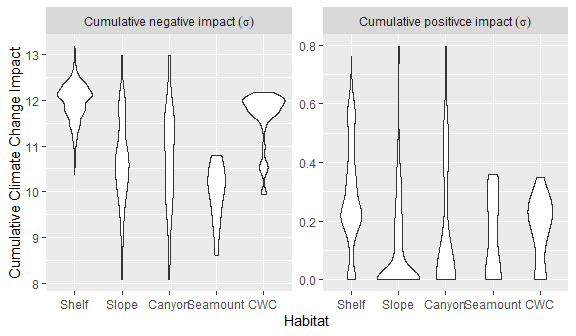 Cumulative negative impact (σ)
Cumulative positivce impact (σ)
Cumulative Climate Change Impact
13
12
11
10
9
8
0.8
0.6
0.4
0.2
0.0
Shelf Slope Canyon Seamount CWC
Shelf Slope Canyon Seamount CWC
Habitat